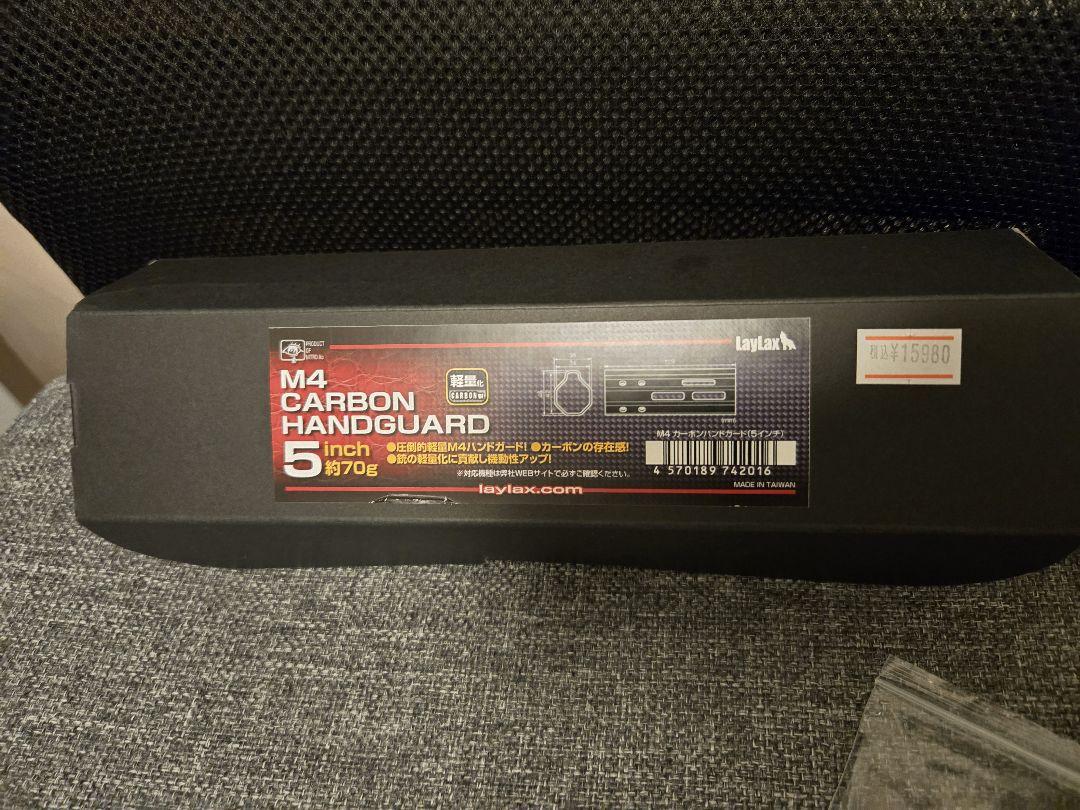 PRODUCT
OF
NITRO.Vo
LayLax
税込¥15980
M4
CARBON
HANDGUARD
軽量化
CARBON
5 inch
約70g
●圧倒的軽量M4ハンドガード! ●カーボンの存在感!
●銃の軽量化に貢献し機動性アップ!
※対応機種は弊社WEBサイトで必ずご確認ください。
M4 カーボンハンドガード(5インチ)
4 570189 742016
MADE IN TAIWAN
laylax.com